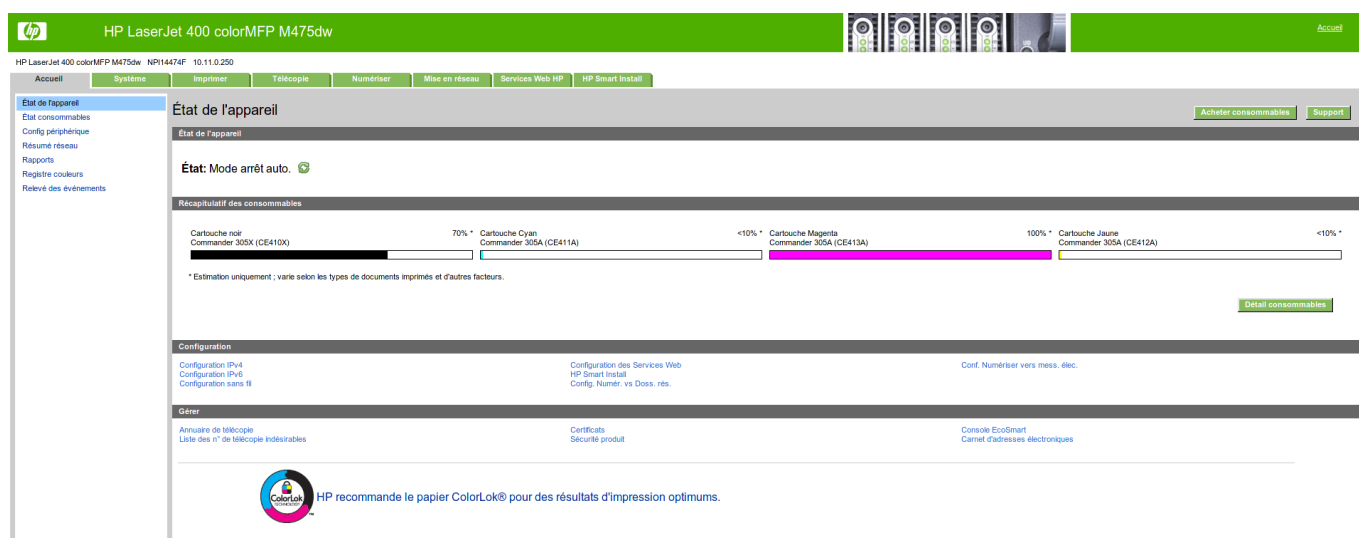 hp
HP LaserJet 400 colorMFP M475dw
Accueil
HP LaserJet 400 colorMFP M475dw NPI14474F 10.11.0.250
Accueil Système Imprimer Télécopie Numériser Mise en réseau Services Web HP HP Smart Install
État de l'appareil
État consommables
Config périphérique
Résumé réseau
Rapports
Registre couleurs
Relevé des événements
État de l'appareil
Acheter consommables Support
État de l'appareil
État: Mode arrêt auto.
Récapitulatif des consommables
Cartouche noir 70% *
Commander 305X (CE410X)
Cartouche Cyan <10% *
Commander 305A (CE411A)
Cartouche Magenta 100% *
Commander 305A (CE413A)
Cartouche Jaune <10% *
Commander 305A (CE412A)
* Estimation uniquement ; varie selon les types de documents imprimés et d'autres facteurs.
Détail consommables
Configuration
Configuration IPv4
Configuration IPv6
Configuration sans fil
Configuration des Services Web
HP Smart Install
Config. Numér. vs Doss. rés.
Conf. Numériser vers mess. élec.
Gérer
Annuaire de télécopie
Liste des n° de télécopie indésirables
Certificats
Sécurité produit
Console EcoSmart
Carnet d'adresses électroniques
ColorLok
TECHNOLOGY
HP recommande le papier ColorLok® pour des résultats d'impression optimums.